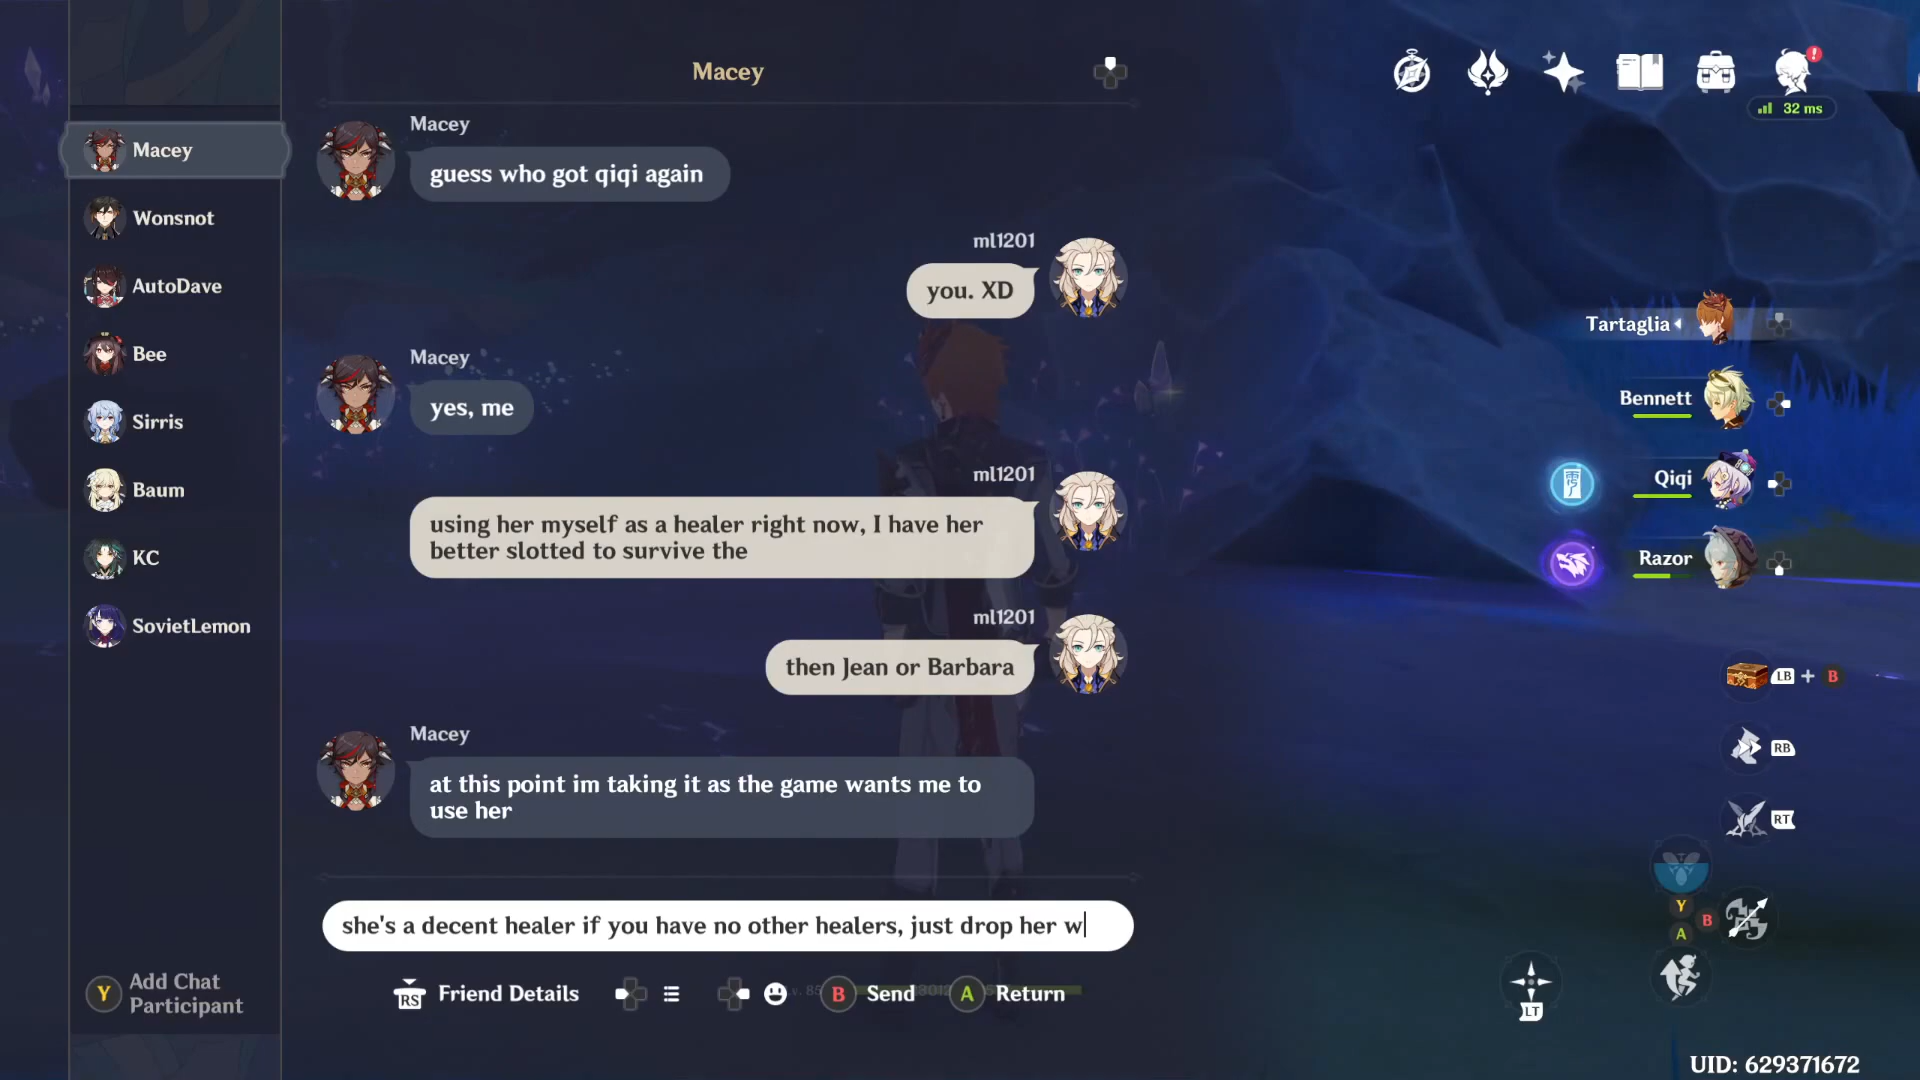 Macey
32 ms
Macey
Wonsnot
AutoDave
Bee
Sirris
Baum
KC
SovietLemon
Y
Add Chat
Participant
Macey
guess who got qiqi again
ml1201
you. XD
Macey
yes, me
ml1201
using her myself as a healer right now, I have her
better slotted to survive the
ml1201
then Jean or Barbara
Macey
at this point im taking it as the game wants me to
use her
she's a decent healer if you have no other healers, just drop her w
RS Friend Details
B Send
A Return
Tartaglia
Bennett
Qiqi
Razor
LB + B
RB
RT
Y
B
A
LT
UID: 629371672